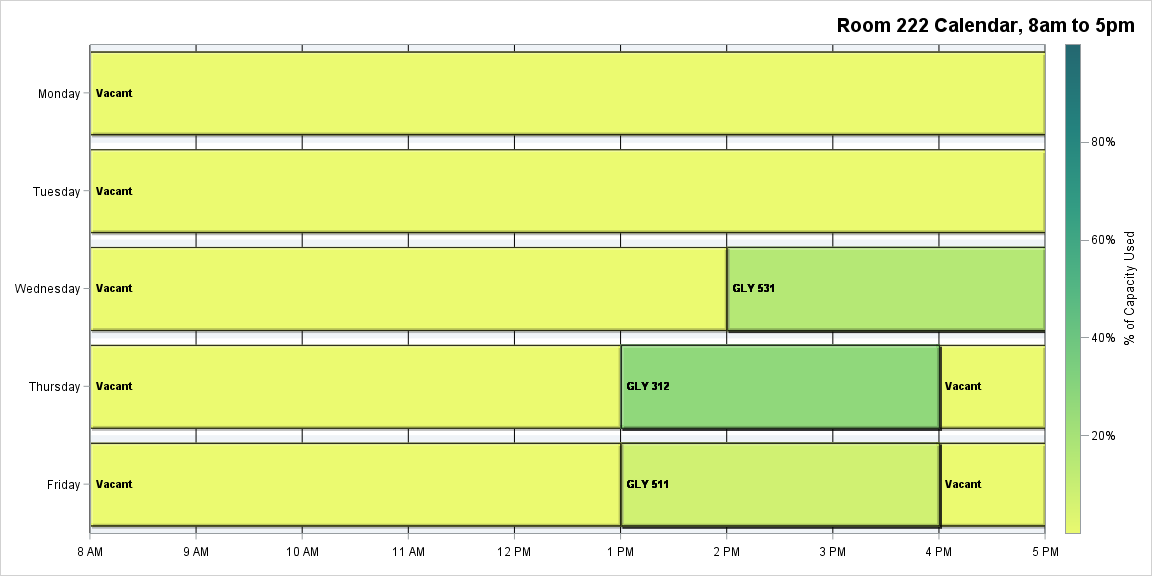 Room 222 Calendar, 8am to 5pm
Monday
Vacant
Tuesday
Vacant
Wednesday
Vacant
GLY 531
Thursday
Vacant
GLY 312
Vacant
Friday
Vacant
GLY 511
Vacant
8 AM
9 AM
10 AM
11 AM
12 PM
1 PM
2 PM
3 PM
4 PM
5 PM
80%
60%
40%
20%
% of Capacity Used